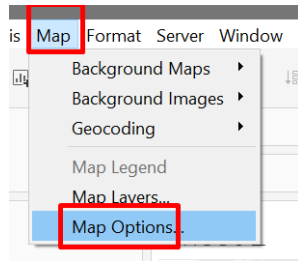 is Map Format Server Window
Background Maps
Background Images
Geocoding
Map Legend
Map Layers...
Map Options...